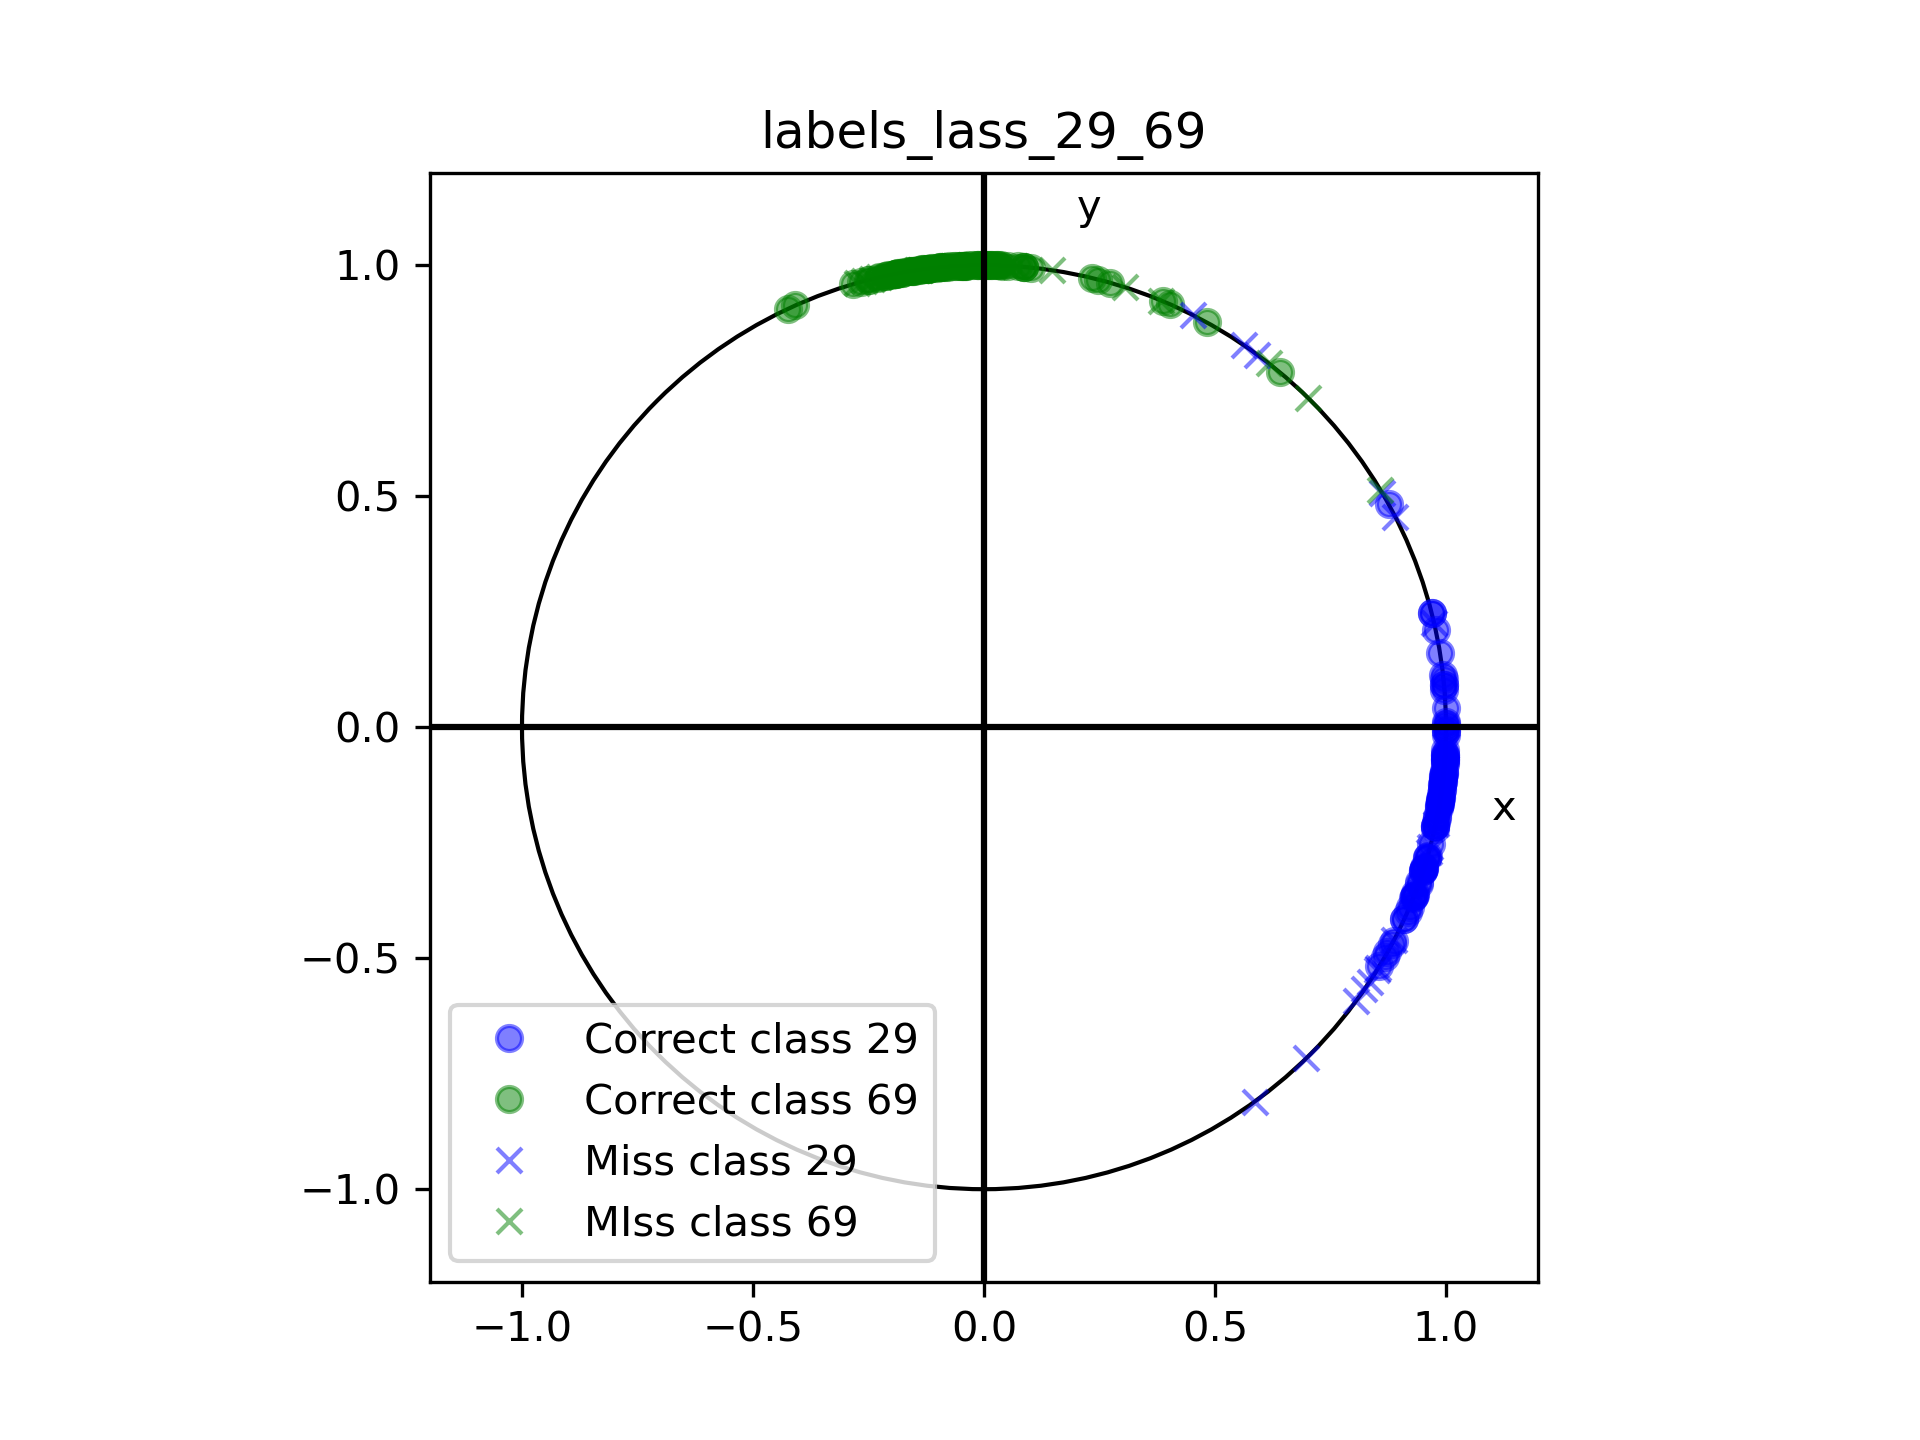 labels_lass_29_69
y
1.0
0.5
0.0
−0.5
−1.0
x
Correct class 29
Correct class 69
Miss class 29
MIss class 69
−1.0 −0.5 0.0 0.5 1.0